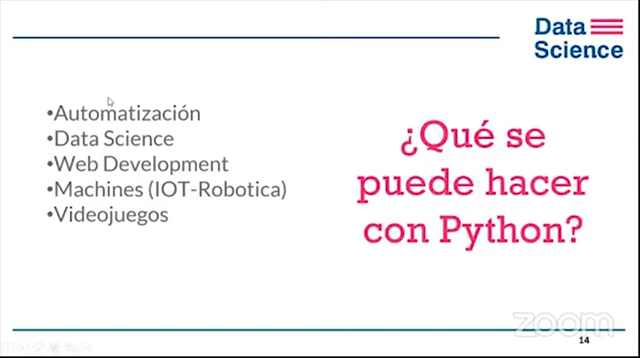 Data
Science
•Automatización
•Data Science
•Web Development
•Machines (IOT-Robotica)
•Videojuegos
¿Qué se
puede hacer
con Python?
zoom
14